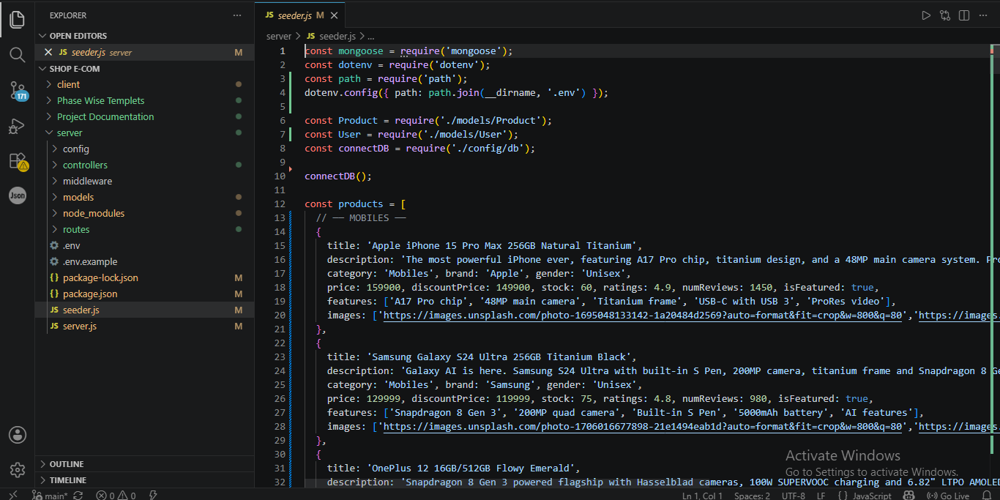 EXPLORER
OPEN EDITORS
JS seeder.js server M
SHOP E-COM
client
Phase Wise Templets
Project Documentation
server
config
controllers
middleware
models
node_modules
routes
.env
.env.example
{} package-lock.json M
{} package.json M
JS seeder.js M
JS server.js M
OUTLINE
TIMELINE
171
Json
JS seeder.js M
server > JS seeder.js > ...
1 const mongoose = require('mongoose');
2 const dotenv = require('dotenv');
3 const path = require('path');
4 dotenv.config({ path: path.join(__dirname, '.env') });
5
6 const Product = require('./models/Product');
7 const User = require('./models/User');
8 const connectDB = require('./config/db');
9
10 connectDB();
11
12 const products = [
13 // ── MOBILES ──
14 {
15 title: 'Apple iPhone 15 Pro Max 256GB Natural Titanium',
16 description: 'The most powerful iPhone ever, featuring A17 Pro chip, titanium design, and a 48MP main camera system. Pro
17 category: 'Mobiles', brand: 'Apple', gender: 'Unisex',
18 price: 159900, discountPrice: 149900, stock: 60, ratings: 4.9, numReviews: 1450, isFeatured: true,
19 features: ['A17 Pro chip', '48MP main camera', 'Titanium frame', 'USB-C with USB 3', 'ProRes video'],
20 images: ['https://images.unsplash.com/photo-1695048133142-1a20484d2569?auto=format&fit=crop&w=800&q=80','https://images.
21 },
22 {
23 title: 'Samsung Galaxy S24 Ultra 256GB Titanium Black',
24 description: 'Galaxy AI is here. Samsung S24 Ultra with built-in S Pen, 200MP camera, titanium frame and Snapdragon 8 Ge
25 category: 'Mobiles', brand: 'Samsung', gender: 'Unisex',
26 price: 129999, discountPrice: 119999, stock: 75, ratings: 4.8, numReviews: 980, isFeatured: true,
27 features: ['Snapdragon 8 Gen 3', '200MP quad camera', 'Built-in S Pen', '5000mAh battery', 'AI features'],
28 images: ['https://images.unsplash.com/photo-1706016677898-21e1494eab1d?auto=format&fit=crop&w=800&q=80','https://images.
29 },
30 {
31 title: 'OnePlus 12 16GB/512GB Flowy Emerald',
32 description: 'Snapdragon 8 Gen 3 powered flagship with Hasselblad cameras, 100W SUPERVOOC charging and 6.82" LTPO AMOLED
Activate Windows
Go to Settings to activate Windows.
main* 0 0 Ln 1, Col 1 Spaces: 2 UTF-8 LF {} JavaScript Go Live